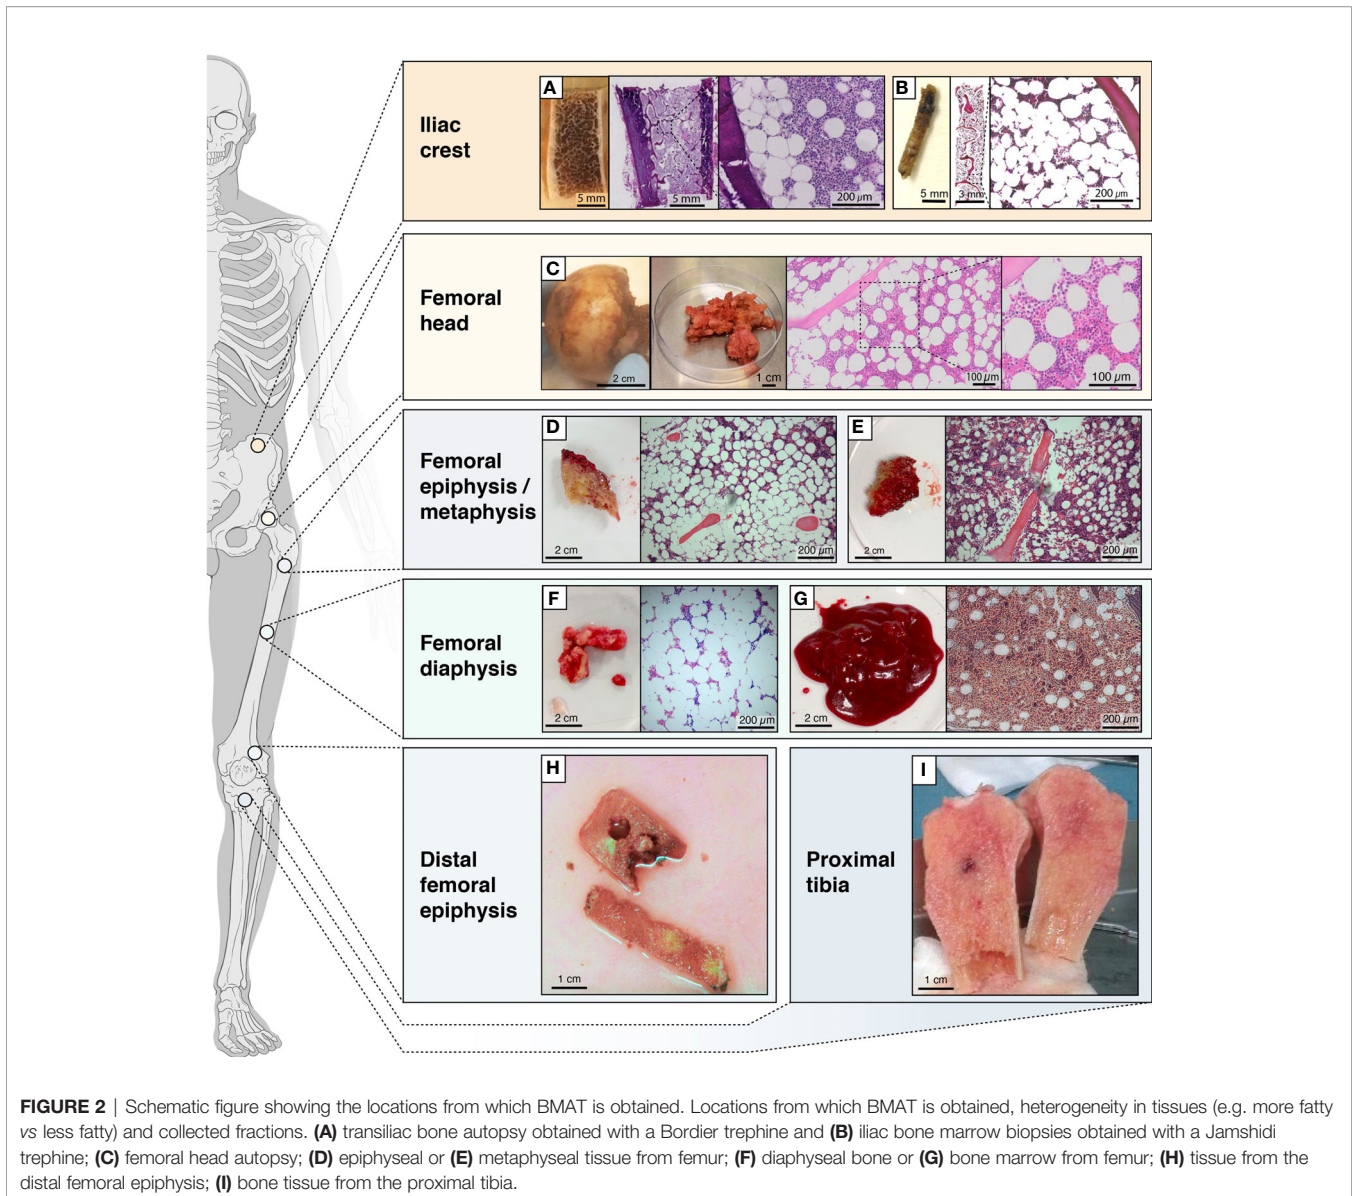 Iliac
crest
A
5 mm
5 mm
200 µm
B
5 mm
3 mm
200 µm
Femoral
head
C
2 cm
1 cm
100 µm
100 µm
Femoral
epiphysis /
metaphysis
D
2 cm
200 µm
E
2 cm
200 µm
Femoral
diaphysis
F
2 cm
200 µm
G
2 cm
200 µm
Distal
femoral
epiphysis
H
1 cm
Proximal
tibia
I
1 cm
FIGURE 2 | Schematic figure showing the locations from which BMAT is obtained. Locations from which BMAT is obtained, heterogeneity in tissues (e.g. more fatty
vs less fatty) and collected fractions. (A) transiliac bone autopsy obtained with a Bordier trephine and (B) iliac bone marrow biopsies obtained with a Jamshidi
trephine; (C) femoral head autopsy; (D) epiphyseal or (E) metaphyseal tissue from femur; (F) diaphyseal bone or (G) bone marrow from femur; (H) tissue from the
distal femoral epiphysis; (I) bone tissue from the proximal tibia.